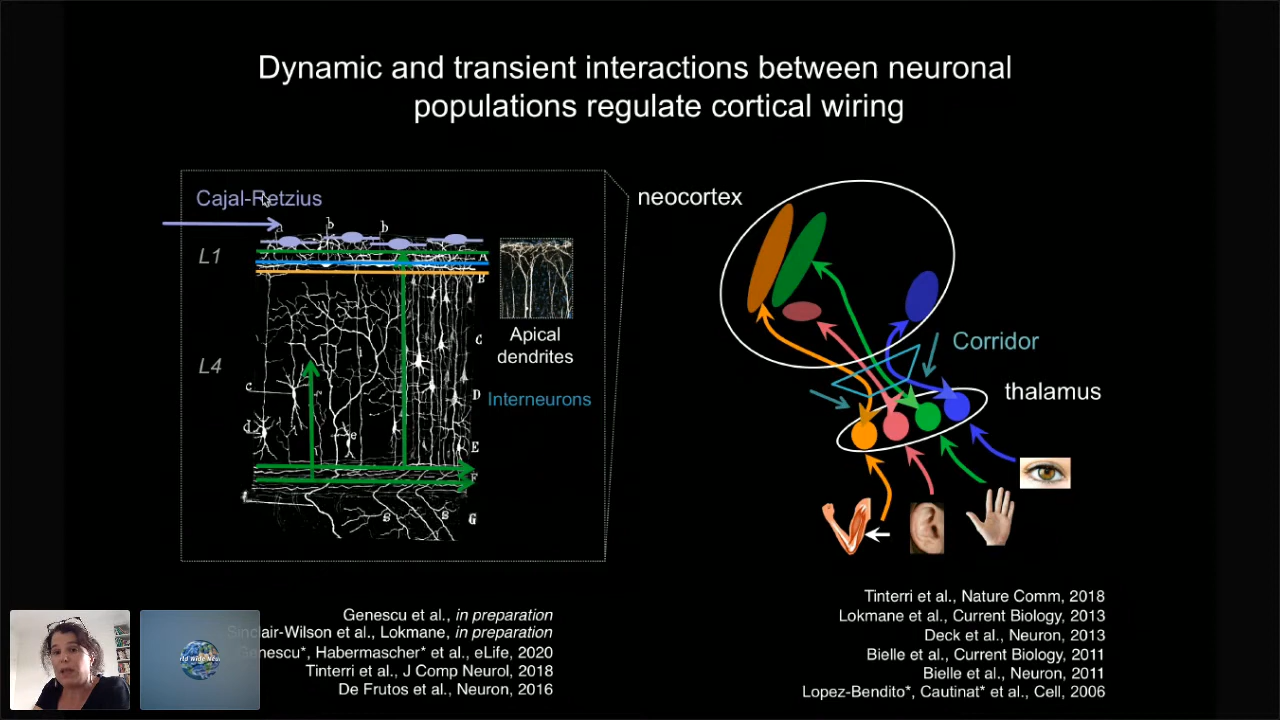 Dynamic and transient interactions between neuronal
populations regulate cortical wiring
Cajal-Retzius
a
b
b
L1
A
B
Apical
dendrites
C
L4
c
D
Interneurons
d
e
E
F
f
s
s
G
neocortex
Corridor
thalamus
Genescu et al., in preparation
Sinclair-Wilson et al., Lokmane, in preparation
Genescu*, Habermascher* et al., eLife, 2020
Tinterri et al., J Comp Neurol, 2018
De Frutos et al., Neuron, 2016
Tinterri et al., Nature Comm, 2018
Lokmane et al., Current Biology, 2013
Deck et al., Neuron, 2013
Bielle et al., Current Biology, 2011
Bielle et al., Neuron, 2011
Lopez-Bendito*, Cautinat* et al., Cell, 2006